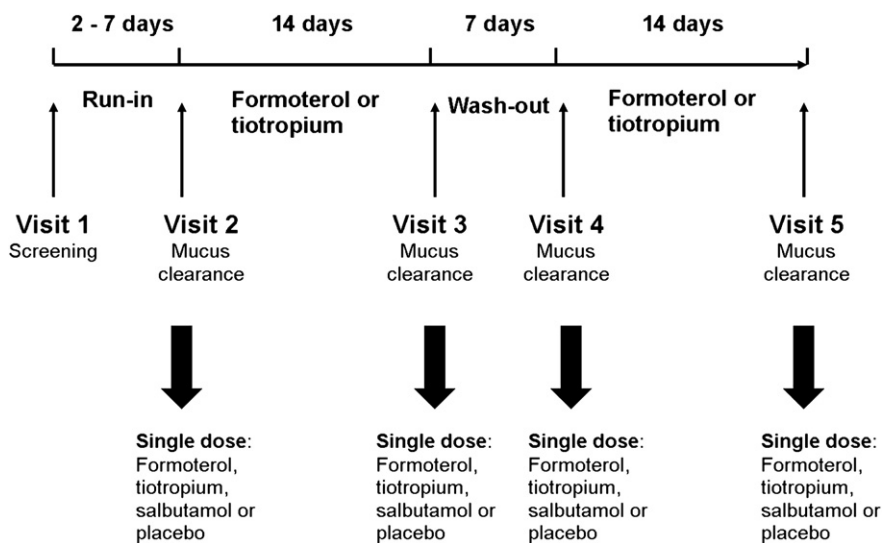 2 - 7 days
14 days
7 days
14 days
Run-in
Formoterol or
tiotropium
Wash-out
Formoterol or
tiotropium
Visit 1
Screening
Visit 2
Mucus
clearance
Visit 3
Mucus
clearance
Visit 4
Mucus
clearance
Visit 5
Mucus
clearance
Single dose:
Formoterol,
tiotropium,
salbutamol or
placebo
Single dose:
Formoterol,
tiotropium,
salbutamol or
placebo
Single dose:
Formoterol,
tiotropium,
salbutamol or
placebo
Single dose:
Formoterol,
tiotropium,
salbutamol or
placebo